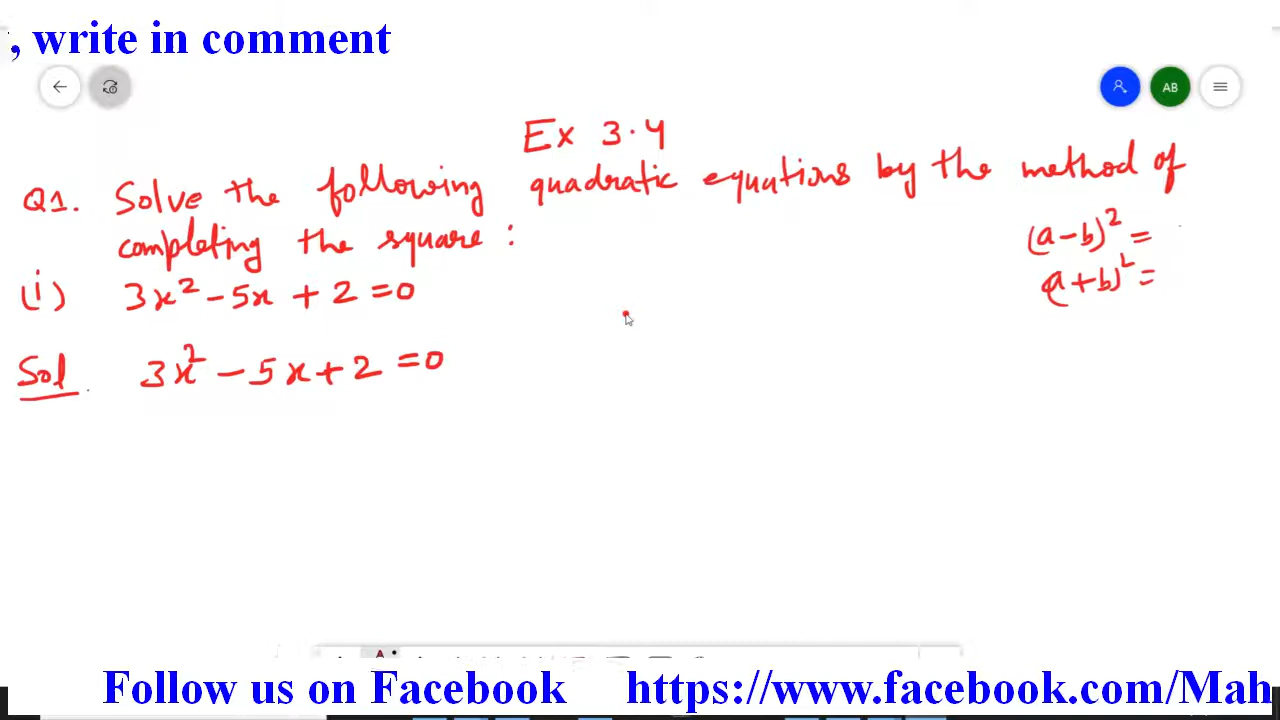 , write in comment
AB
Ex 3.4
Q1. Solve the following quadratic equations by the method of
completing the square :
(a-b)² =
(a+b)² =
(i) 3x² - 5x + 2 = 0
Sol. 3x² - 5x + 2 = 0
Follow us on Facebook https://www.facebook.com/Mah